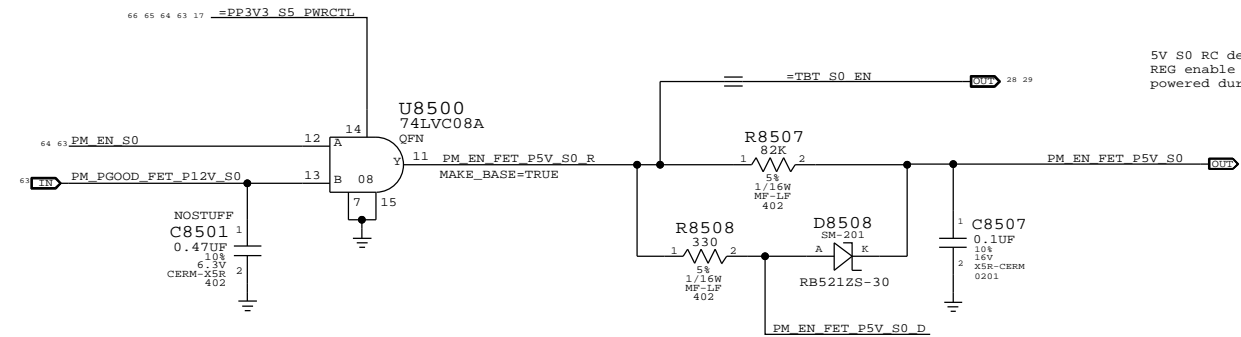 66 65 64 63 17 =PP3V3_S5_PWRCTL
5V S0 RC de
REG enable
powered dur
=TBT_S0_EN OUT 28 29
U8500
74LVC08A
QFN
14
64 63 PM_EN_S0 12 A
Y 11 PM_EN_FET_P5V_S0_R
MAKE_BASE=TRUE
63 IN PM_PGOOD_FET_P12V_S0 13 B 08
7 15
R8507
82K
1 2
5%
1/16W
MF-LF
402
PM_EN_FET_P5V_S0 OUT
NOSTUFF
C8501 1
0.47UF
10%
6.3V
CERM-X5R 2
402
R8508
330
1 2
5%
1/16W
MF-LF
402
D8508
SM-201
A K
RB521ZS-30
1 C8507
0.1UF
10%
16V
2 X5R-CERM
0201
PM_EN_FET_P5V_S0_D